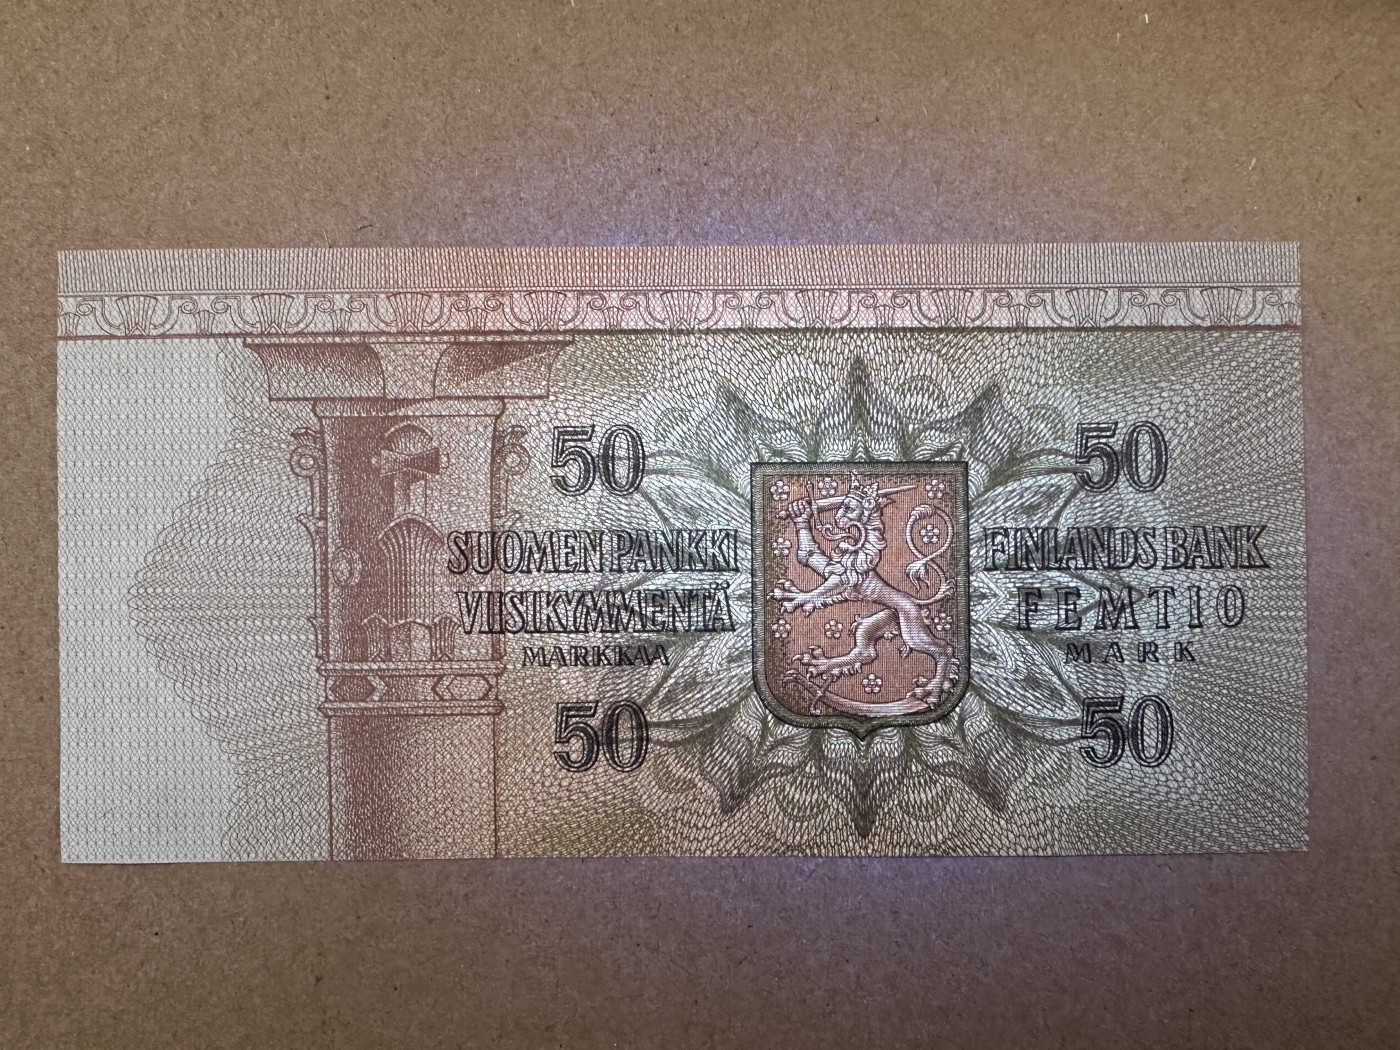 50
50
SUOMEN PANKKI
FINLANDS BANK
VIISIKYMMENTÄ
FEMTIO
MARKKAA
MARK
50
50